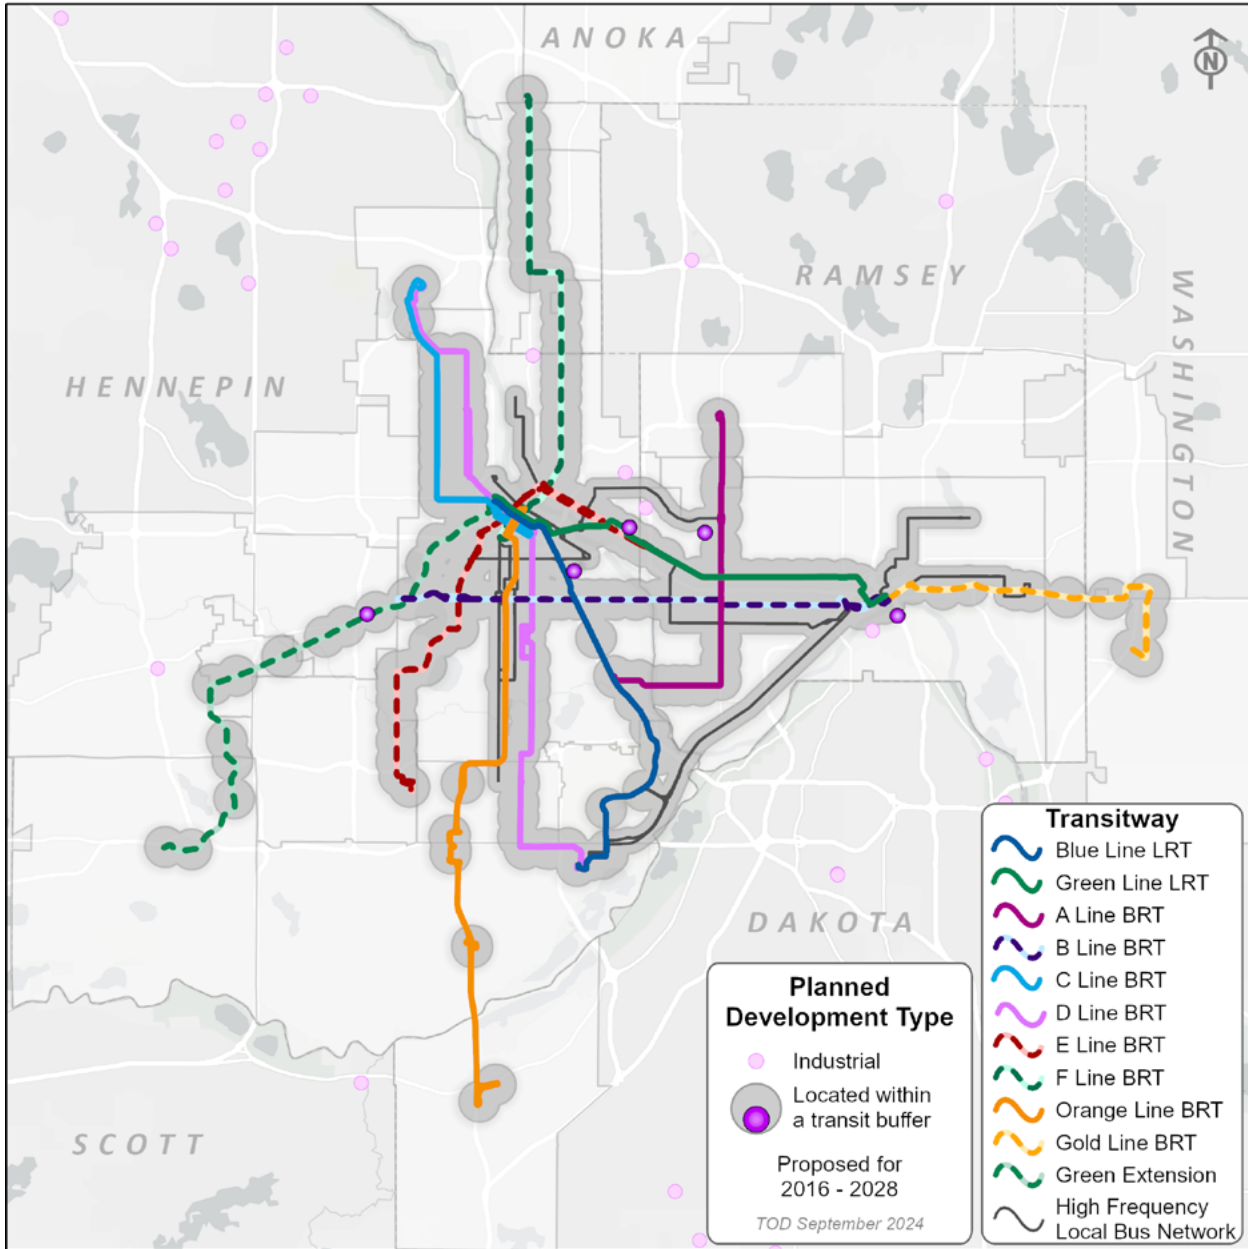 ANOKA
N
RAMSEY
WASHINGTON
HENNEPIN
DAKOTA
SCOTT
Planned
Development Type
Industrial
Located within
a transit buffer
Proposed for
2016 - 2028
TOD September 2024
Transitway
Blue Line LRT
Green Line LRT
A Line BRT
B Line BRT
C Line BRT
D Line BRT
E Line BRT
F Line BRT
Orange Line BRT
Gold Line BRT
Green Extension
High Frequency
Local Bus Network